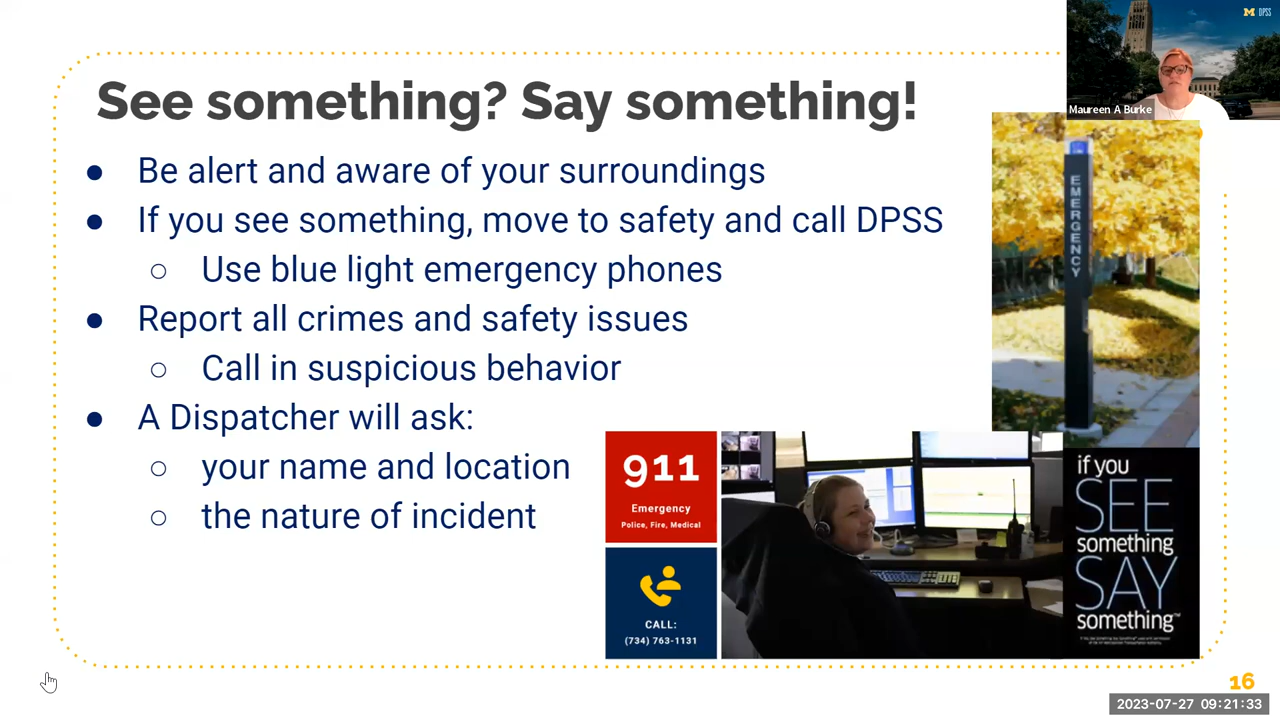 M DPSS
Maureen A Burke
See something? Say something!
● Be alert and aware of your surroundings
● If you see something, move to safety and call DPSS
○ Use blue light emergency phones
● Report all crimes and safety issues
○ Call in suspicious behavior
● A Dispatcher will ask:
○ your name and location
○ the nature of incident
EMERGENCY
911
Emergency
Police, Fire, Medical
CALL:
(734) 763-1131
if you
SEE
something
SAY
something™
16
2023-07-27 09:21:33